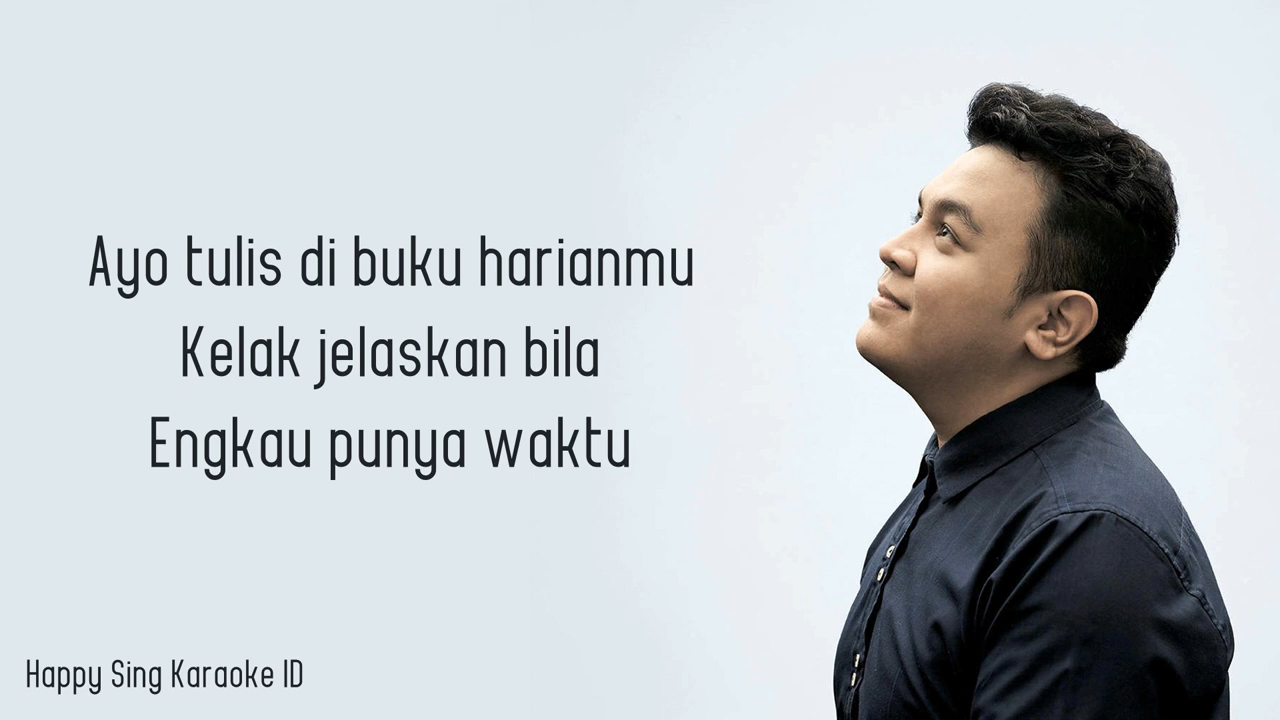 Ayo tulis di buku harianmu
Kelak jelaskan bila
Engkau punya waktu
Happy Sing Karaoke ID